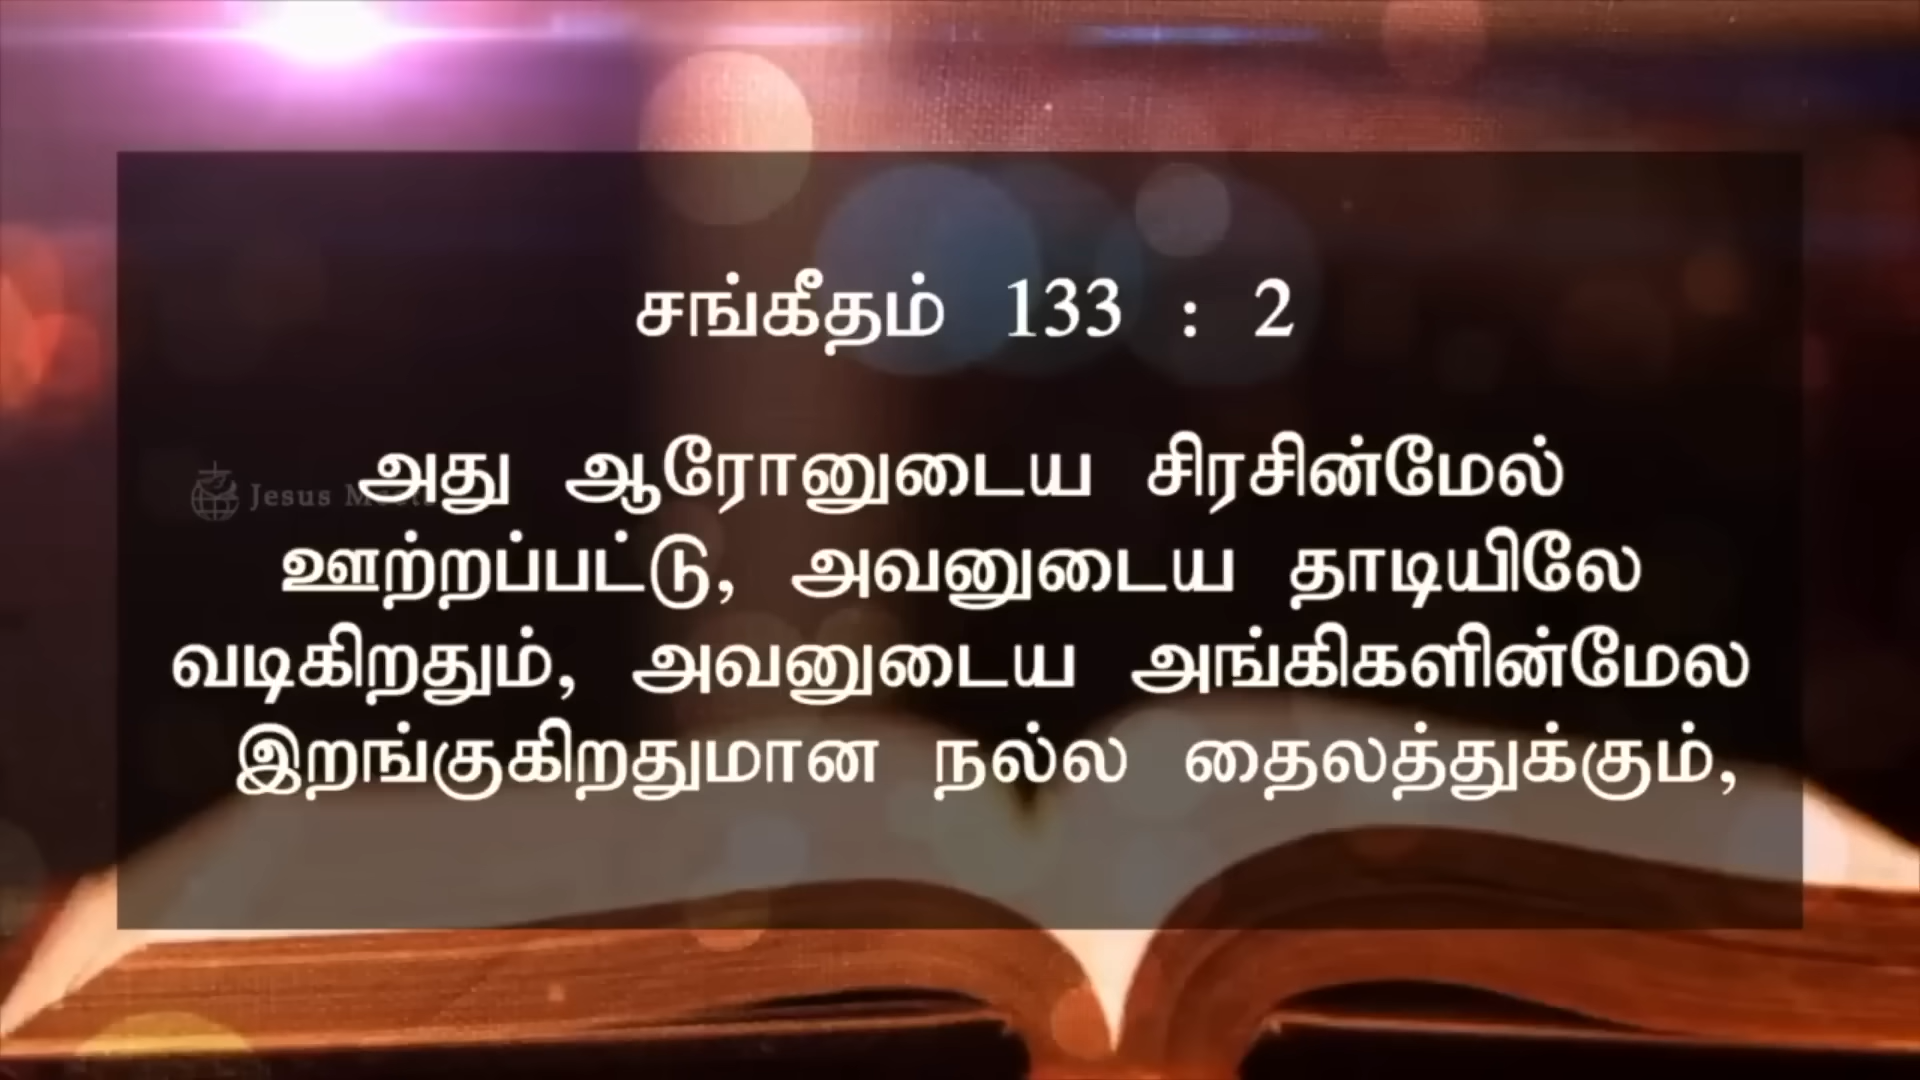 சங்கீதம் 133 : 2
அது ஆரோனுடைய சிரசின்மேல்
Jesus
ஊற்றப்பட்டு, அவனுடைய தாடியிலே
வடிகிறதும், அவனுடைய அங்கிகளின்மேல
இறங்குகிறதுமான நல்ல தைலத்துக்கும்,